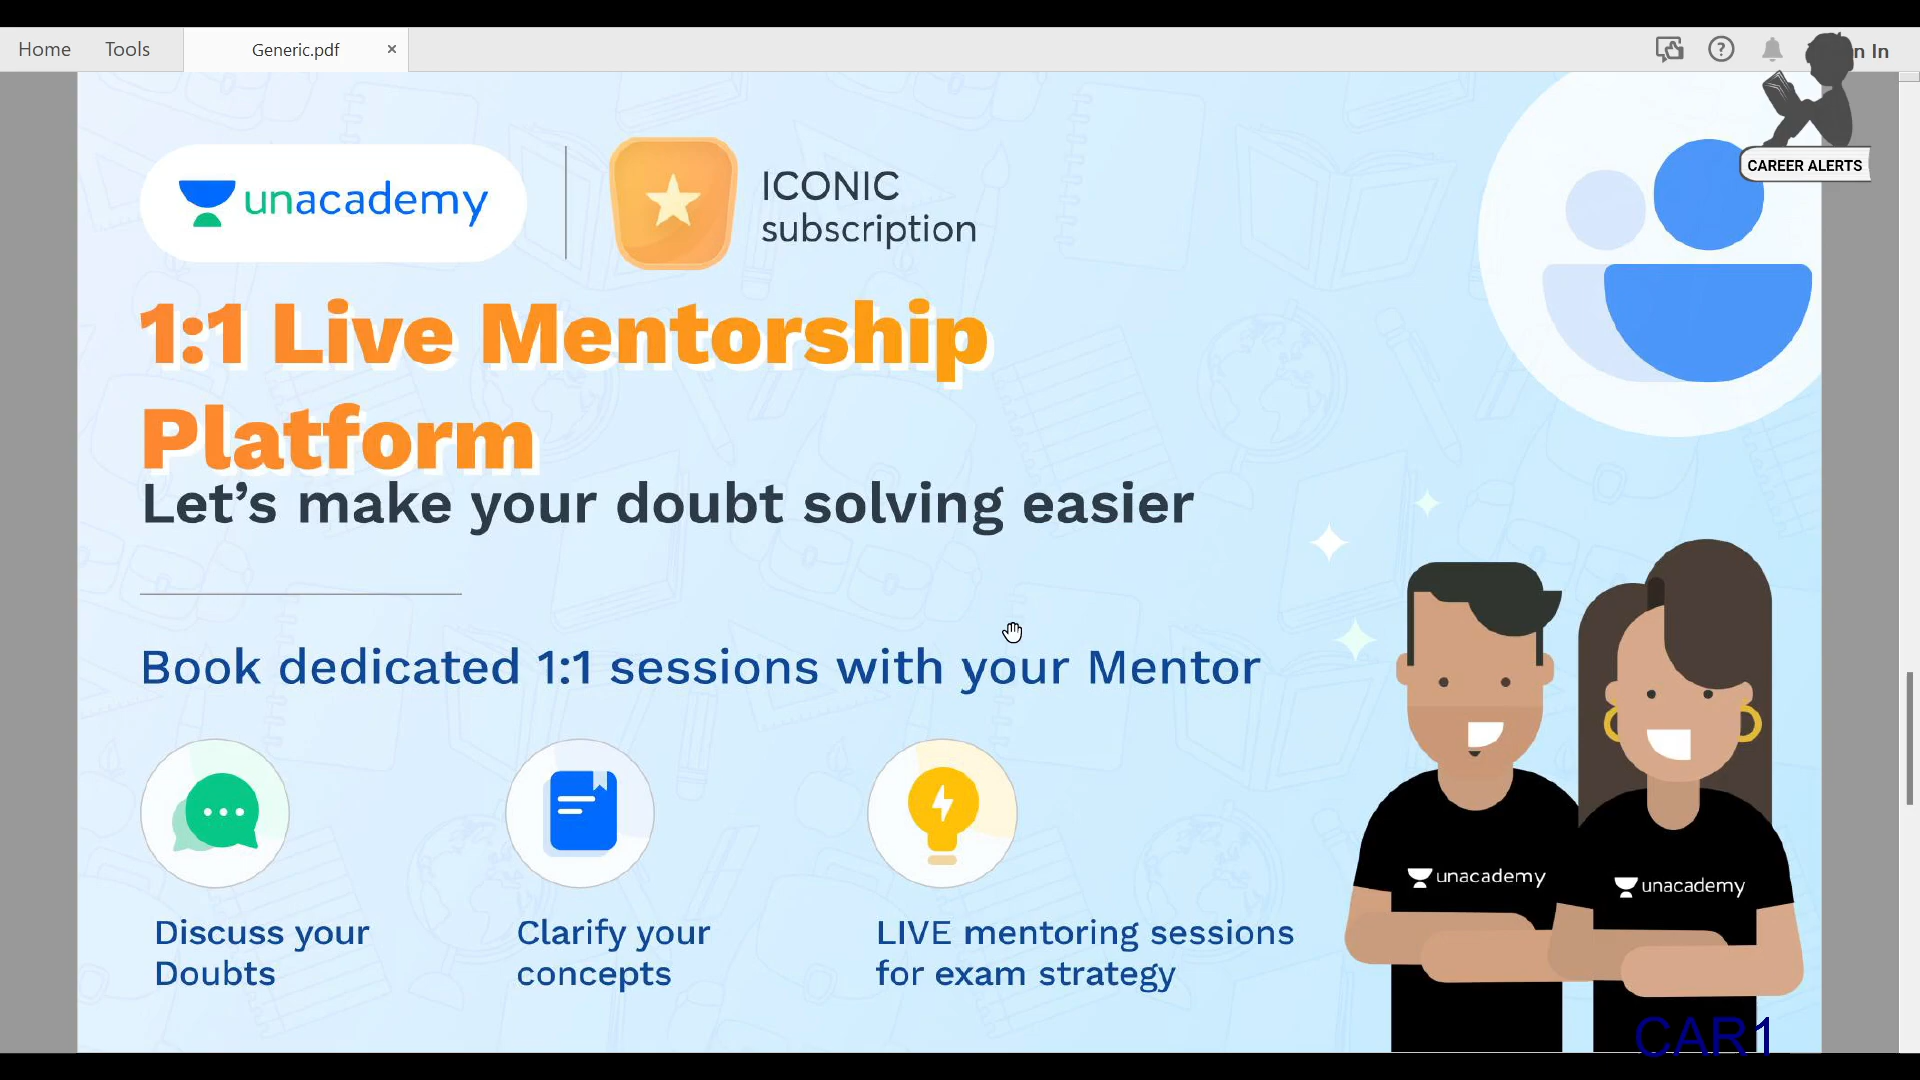 Home
Tools
Generic.pdf
In
CAREER ALERTS
unacademy
ICONIC
subscription
1:1 Live Mentorship
Platform
Let's make your doubt solving easier
Book dedicated 1:1 sessions with your Mentor
Discuss your
Doubts
Clarify your
concepts
LIVE mentoring sessions
for exam strategy
unacademy
unacademy
CAR1